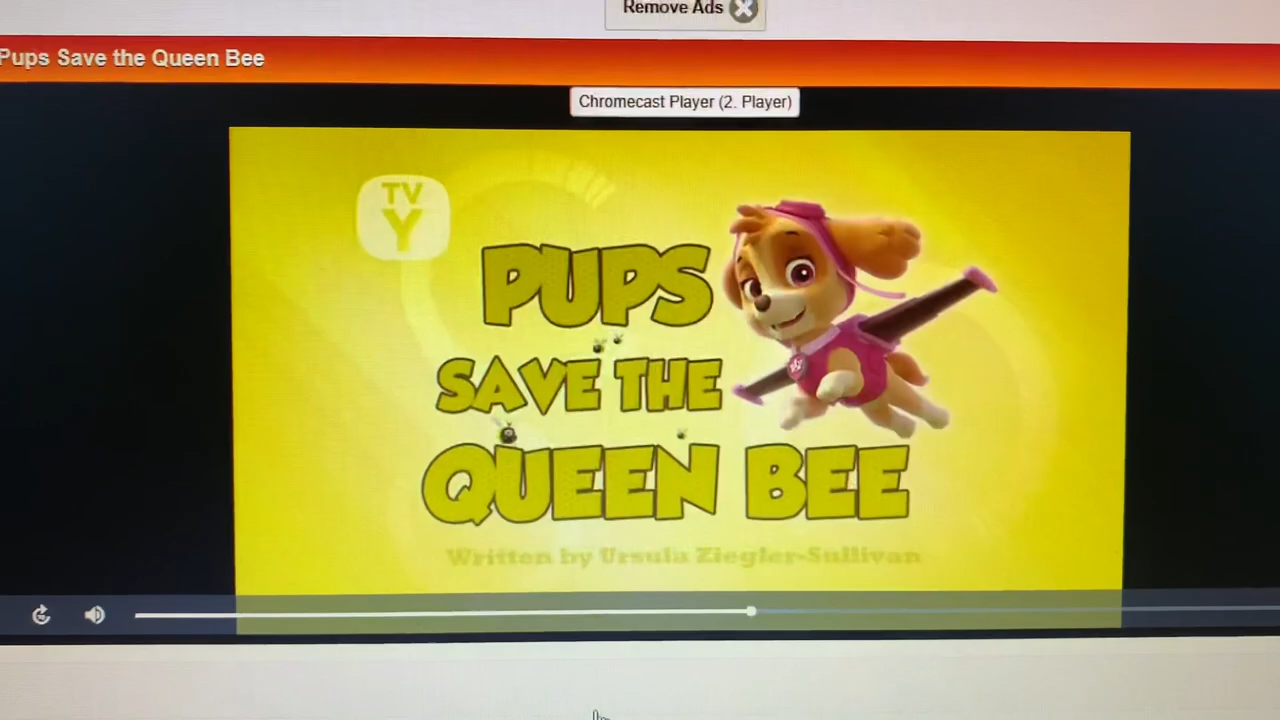 Remove Ads
Pups Save the Queen Bee
Chromecast Player (2. Player)
TV
Y
PUPS
SAVE THE
QUEEN BEE
Written by Ursula Ziegler-Sullivan